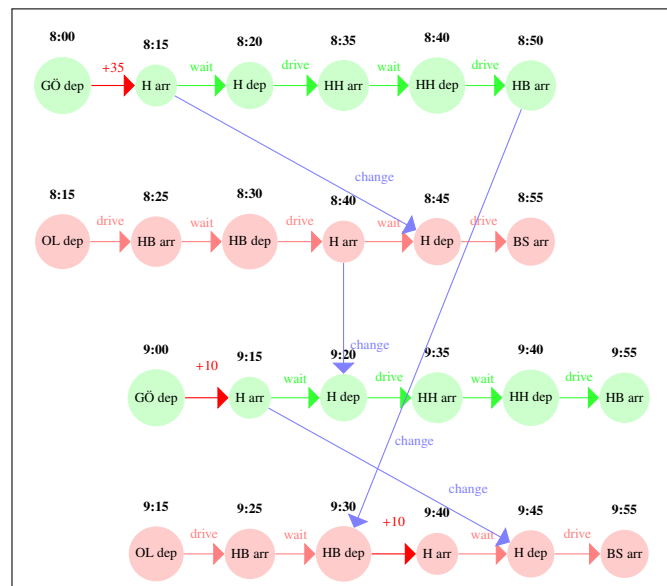 8:00 8:15 8:20 8:35 8:40 8:50
+35 wait drive wait drive
GÖ dep H arr H dep HH arr HH dep HB arr
change
8:15 8:25 8:30 8:40 8:45 8:55
drive wait drive wait drive
OL dep HB arr HB dep H arr H dep BS arr
change
9:00 9:15 9:20 9:35 9:40 9:55
+10 wait drive wait drive
GÖ dep H arr H dep HH arr HH dep HB arr
change
change
9:15 9:25 9:30 9:40 9:45 9:55
drive wait +10 wait drive
OL dep HB arr HB dep H arr H dep BS arr